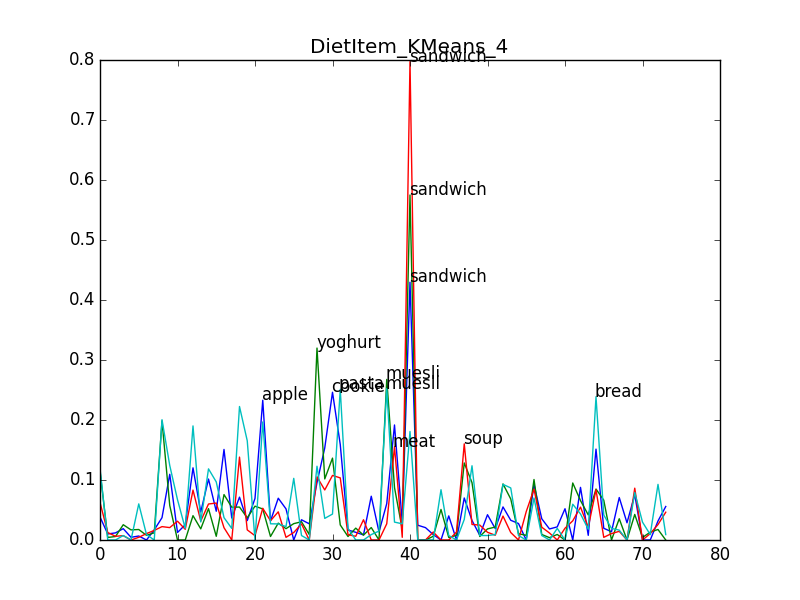 DietItem_KMeans_4
_sandwich_
sandwich
sandwich
yoghurt
muesli
pasta
cookie
muesli
apple
bread
meat
soup
0.8
0.7
0.6
0.5
0.4
0.3
0.2
0.1
0.0
0 10 20 30 40 50 60 70 80